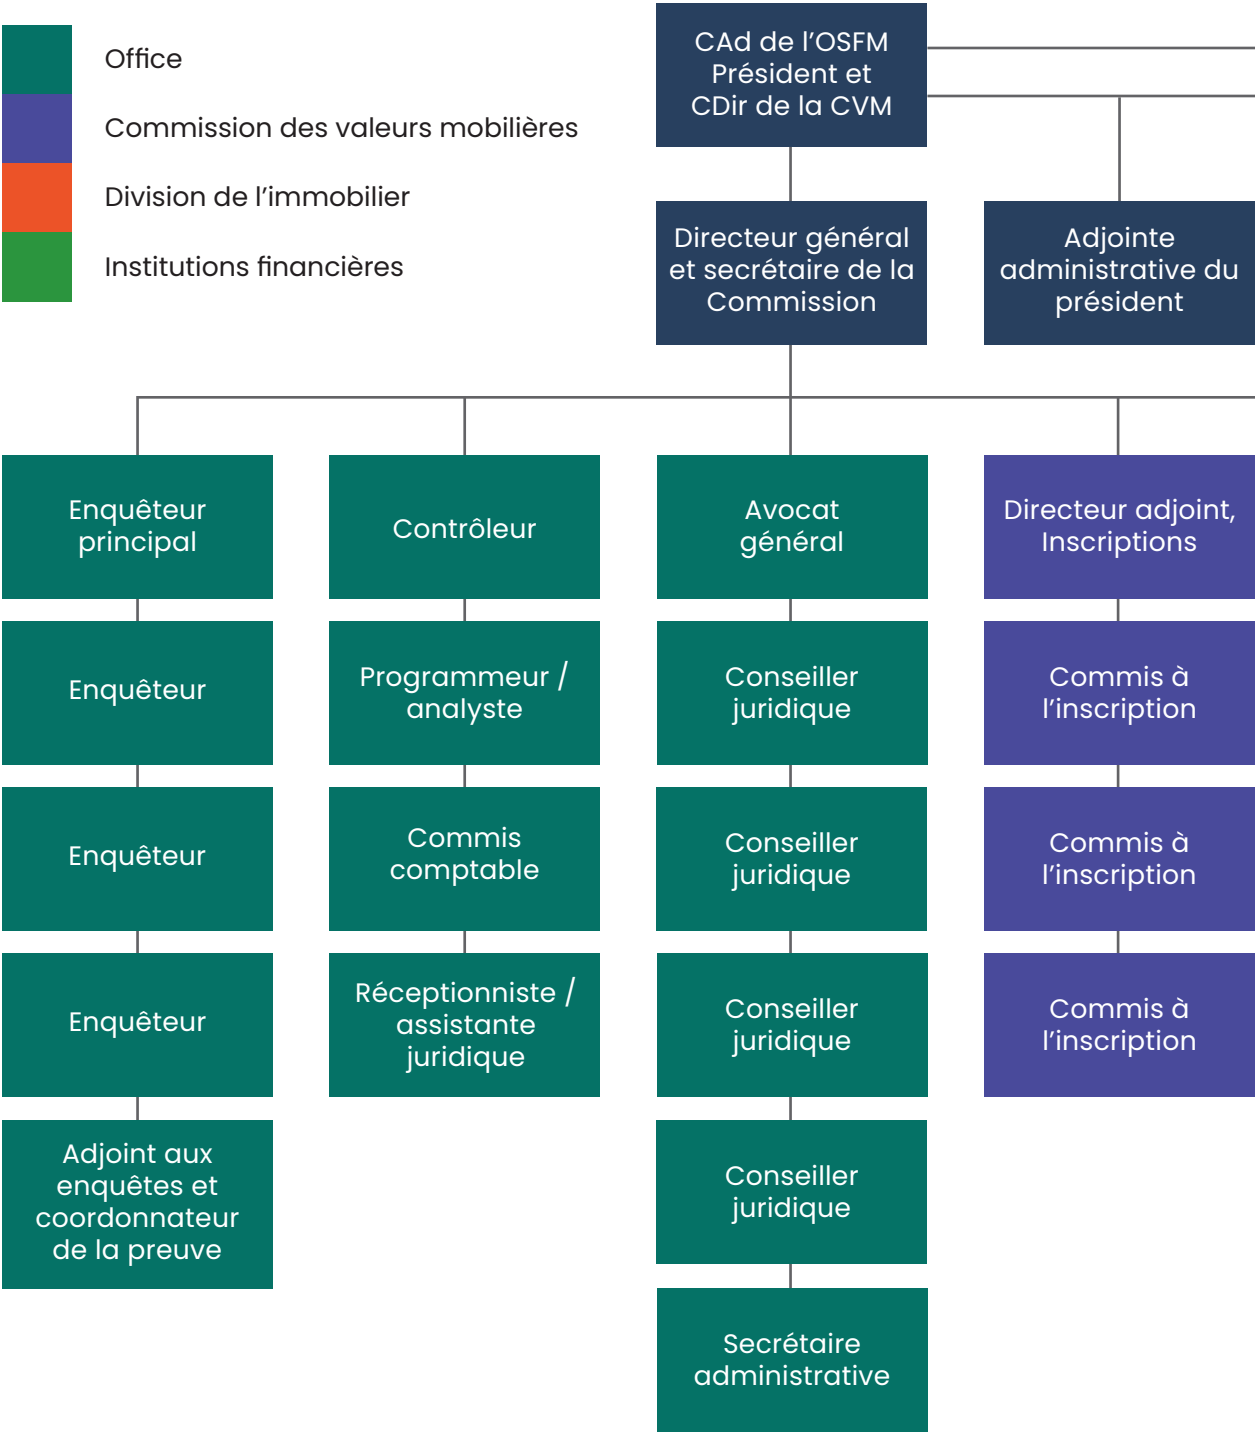 Office
Commission des valeurs mobilières
Division de l’immobilier
Institutions financières
CAd de l’OSFM
Président et
CDir de la CVM
Directeur général
et secrétaire de la
Commission
Adjointe
administrative du
président
Enquêteur
principal
Contrôleur
Avocat
général
Directeur adjoint,
Inscriptions
Enquêteur
Programmeur /
analyste
Conseiller
juridique
Commis à
l’inscription
Enquêteur
Commis
comptable
Conseiller
juridique
Commis à
l’inscription
Enquêteur
Réceptionniste /
assistante
juridique
Conseiller
juridique
Commis à
l’inscription
Adjoint aux
enquêtes et
coordonnateur
de la preuve
Conseiller
juridique
Secrétaire
administrative